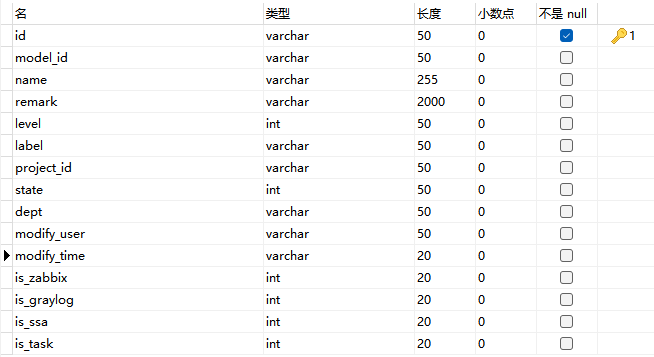 名 类型 长度 小数点 不是 null
id varchar 50 0 1
model_id varchar 50 0
name varchar 255 0
remark varchar 2000 0
level int 50 0
label varchar 50 0
project_id varchar 50 0
state int 50 0
dept varchar 50 0
modify_user varchar 50 0
modify_time varchar 20 0
is_zabbix int 20 0
is_graylog int 20 0
is_ssa int 20 0
is_task int 20 0